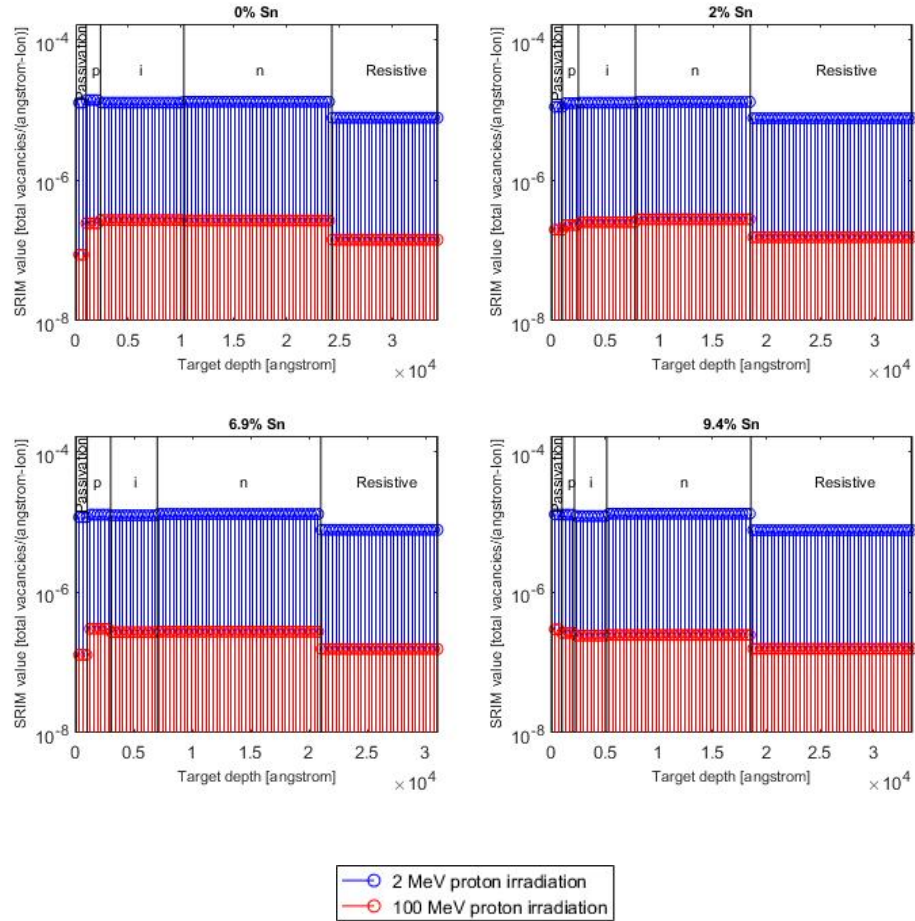 0% Sn
SRIM value [total vacancies/(angstrom-Ion)]
10^-4
10^-6
10^-8
Passivation
p
i
n
Resistive
0 0.5 1 1.5 2 2.5 3
Target depth [angstrom]
× 10^4
2% Sn
SRIM value [total vacancies/(angstrom-Ion)]
10^-4
10^-6
10^-8
Passivation
p
i
n
Resistive
0 0.5 1 1.5 2 2.5 3
Target depth [angstrom]
× 10^4
6.9% Sn
SRIM value [total vacancies/(angstrom-Ion)]
10^-4
10^-6
10^-8
Passivation
p
i
n
Resistive
0 0.5 1 1.5 2 2.5 3
Target depth [angstrom]
× 10^4
9.4% Sn
SRIM value [total vacancies/(angstrom-Ion)]
10^-4
10^-6
10^-8
Passivation
p
i
n
Resistive
0 0.5 1 1.5 2 2.5 3
Target depth [angstrom]
× 10^4
2 MeV proton irradiation
100 MeV proton irradiation